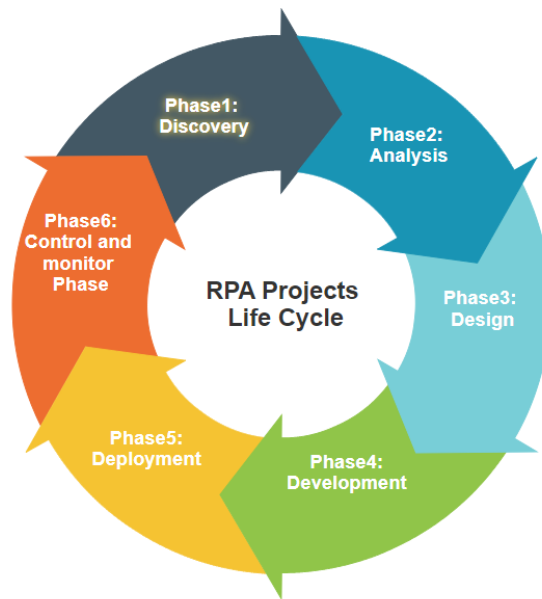 Phase1:
Discovery
Phase2:
Analysis
Phase3:
Design
Phase4:
Development
Phase5:
Deployment
Phase6:
Control and
monitor
Phase
RPA Projects
Life Cycle